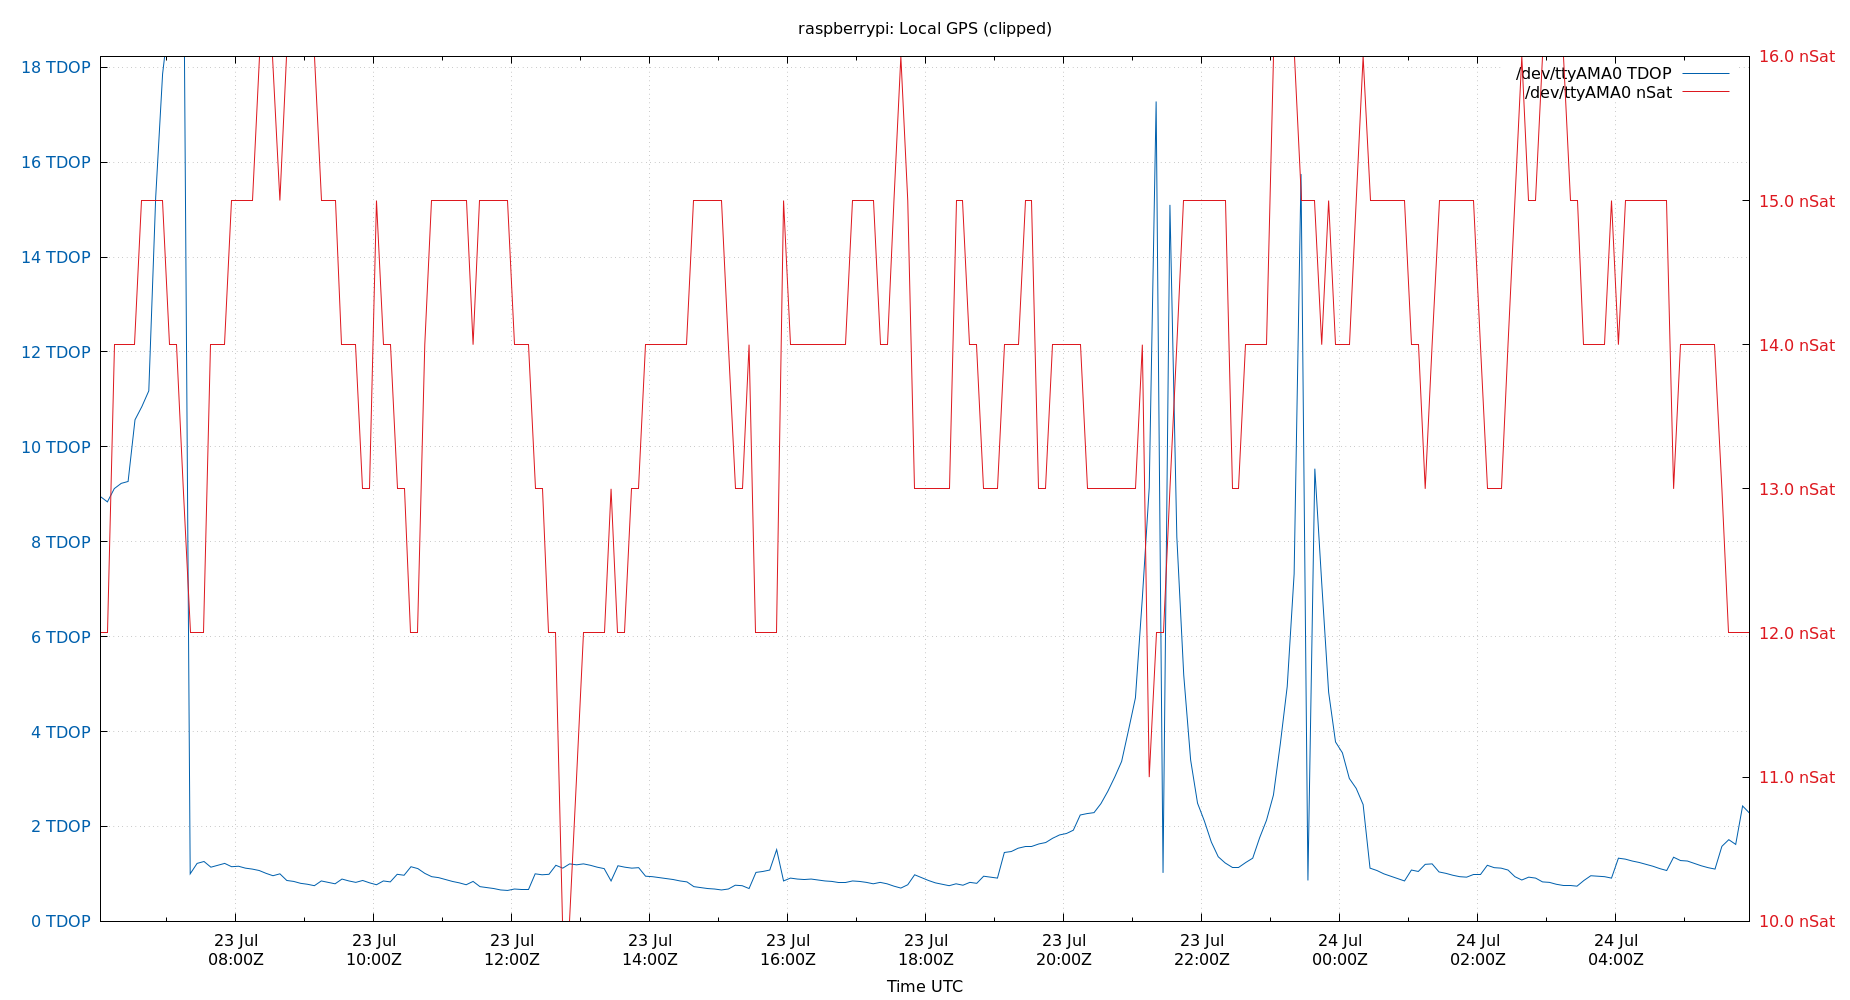 raspberrypi: Local GPS (clipped)
18 TDOP
16 TDOP
14 TDOP
12 TDOP
10 TDOP
8 TDOP
6 TDOP
4 TDOP
2 TDOP
0 TDOP
16.0 nSat
15.0 nSat
14.0 nSat
13.0 nSat
12.0 nSat
11.0 nSat
10.0 nSat
/dev/ttyAMA0 TDOP
/dev/ttyAMA0 nSat
23 Jul
08:00Z
23 Jul
10:00Z
23 Jul
12:00Z
23 Jul
14:00Z
23 Jul
16:00Z
23 Jul
18:00Z
23 Jul
20:00Z
23 Jul
22:00Z
24 Jul
00:00Z
24 Jul
02:00Z
24 Jul
04:00Z
Time UTC